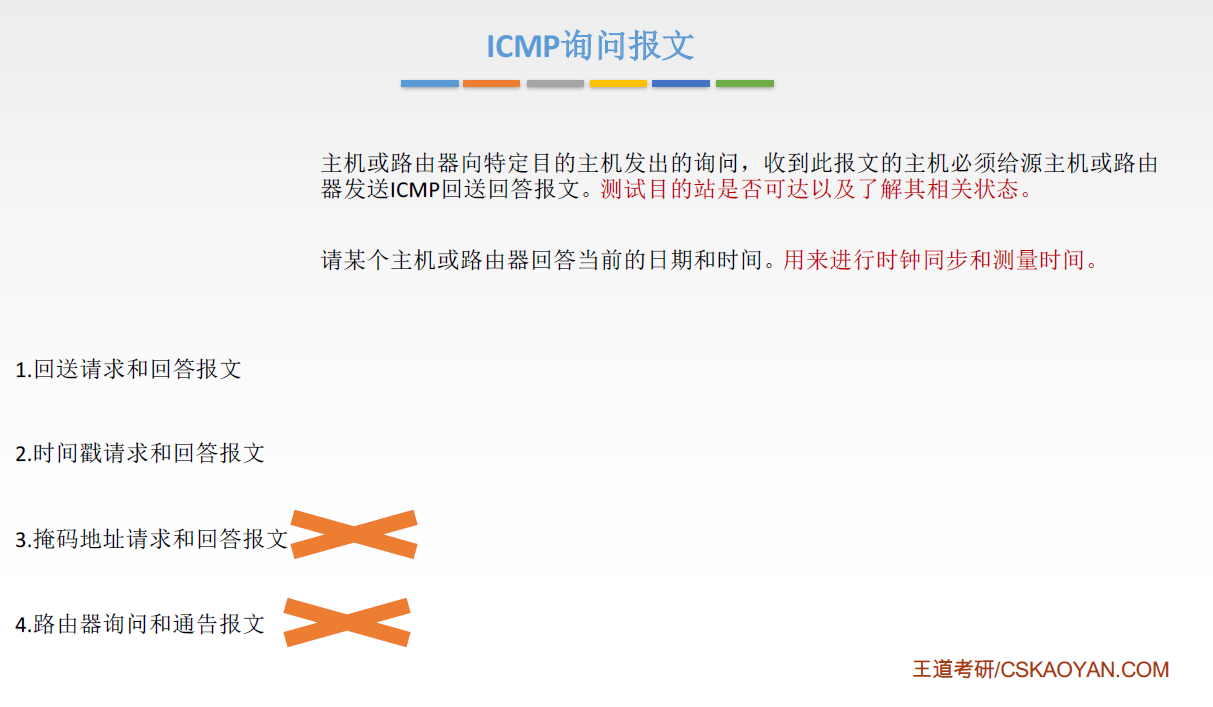 ICMP询问报文
主机或路由器向特定目的主机发出的询问，收到此报文的主机必须给源主机或路由
器发送ICMP回送回答报文。测试目的站是否可达以及了解其相关状态。
请某个主机或路由器回答当前的日期和时间。用来进行时钟同步和测量时间。
1.回送请求和回答报文
2.时间戳请求和回答报文
3.掩码地址请求和回答报文
4.路由器询问和通告报文
王道考研/CSKAOYAN.COM